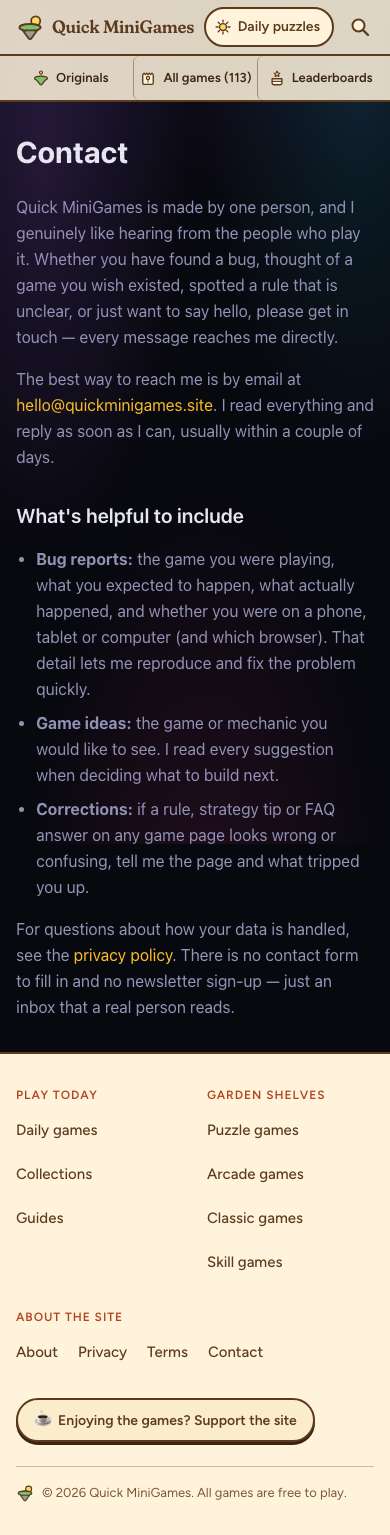 Quick MiniGames
Daily puzzles
Originals
All games (113)
Leaderboards
Contact
Quick MiniGames is made by one person, and I
genuinely like hearing from the people who play
it. Whether you have found a bug, thought of a
game you wish existed, spotted a rule that is
unclear, or just want to say hello, please get in
touch — every message reaches me directly.
The best way to reach me is by email at
hello@quickminigames.site. I read everything and
reply as soon as I can, usually within a couple of
days.
What's helpful to include
• Bug reports: the game you were playing,
what you expected to happen, what actually
happened, and whether you were on a phone,
tablet or computer (and which browser). That
detail lets me reproduce and fix the problem
quickly.
• Game ideas: the game or mechanic you
would like to see. I read every suggestion
when deciding what to build next.
• Corrections: if a rule, strategy tip or FAQ
answer on any game page looks wrong or
confusing, tell me the page and what tripped
you up.
For questions about how your data is handled,
see the privacy policy. There is no contact form
to fill in and no newsletter sign-up — just an
inbox that a real person reads.
PLAY TODAY
Daily games
Collections
Guides
GARDEN SHELVES
Puzzle games
Arcade games
Classic games
Skill games
ABOUT THE SITE
About Privacy Terms Contact
Enjoying the games? Support the site
© 2026 Quick MiniGames. All games are free to play.